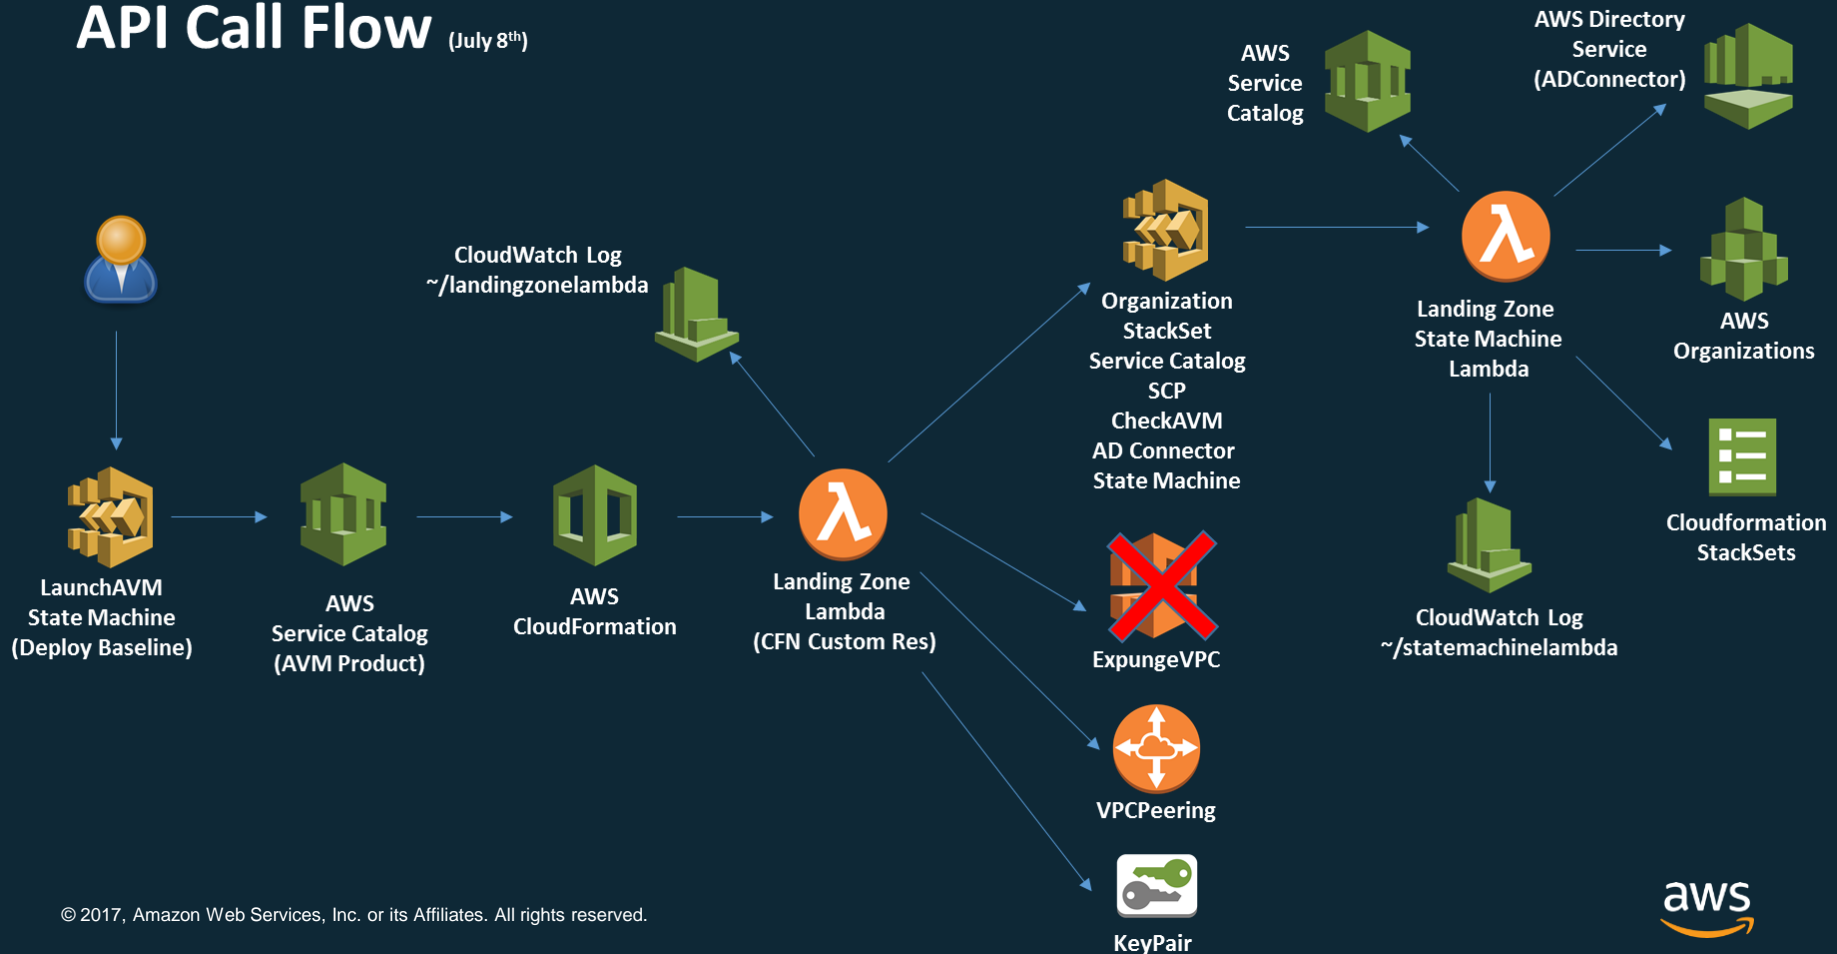 API Call Flow (July 8th)
AWS
Service
Catalog
AWS Directory
Service
(ADConnector)
CloudWatch Log
~/landingzonelambda
Organization
StackSet
Service Catalog
SCP
CheckAVM
AD Connector
State Machine
Landing Zone
State Machine
Lambda
AWS
Organizations
Cloudformation
StackSets
LaunchAVM
State Machine
(Deploy Baseline)
AWS
Service Catalog
(AVM Product)
AWS
CloudFormation
Landing Zone
Lambda
(CFN Custom Res)
ExpungeVPC
CloudWatch Log
~/statemachinelambda
VPCPeering
KeyPair
© 2017, Amazon Web Services, Inc. or its Affiliates. All rights reserved.
aws